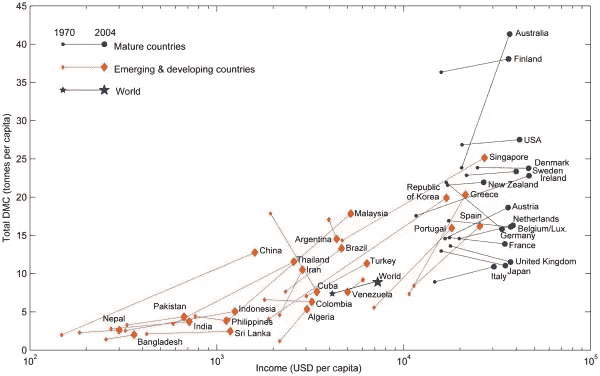 45
40
35
30
25
20
15
10
5
0
Total DMC (tonnes per capita)
1970 2004
Mature countries
Emerging & developing countries
World
Australia
Finland
USA
Singapore
Denmark
Sweden
Ireland
New Zealand
Republic
of Korea
Greece
Malaysia
Austria
Spain
Netherlands
Portugal
Belgium/Lux.
Germany
France
Argentina
Brazil
China
Thailand
Iran
Turkey
United Kingdom
Japan
Italy
World
Cuba
Venezuela
Colombia
Algeria
Pakistan
Indonesia
Nepal
India
Philippines
Sri Lanka
Bangladesh
10²
10³
10⁴
10⁵
Income (USD per capita)